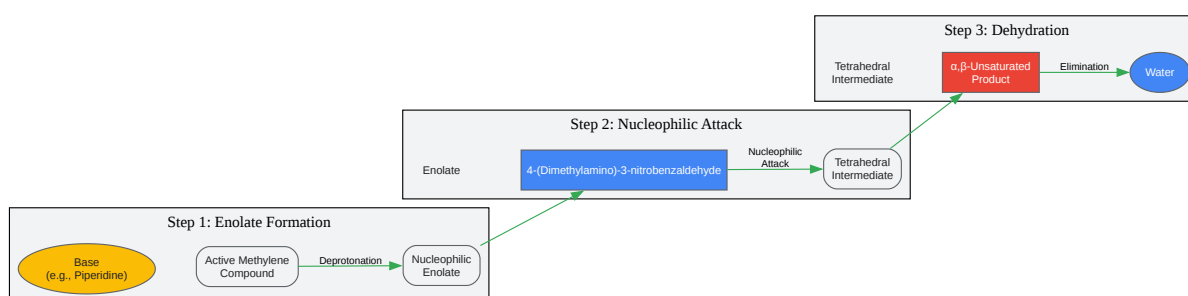 Step 3: Dehydration
Tetrahedral
Intermediate
α,β-Unsaturated
Product
Elimination
Water
Step 2: Nucleophilic Attack
Enolate
4-(Dimethylamino)-3-nitrobenzaldehyde
Nucleophilic
Attack
Tetrahedral
Intermediate
Step 1: Enolate Formation
Base
(e.g., Piperidine)
Active Methylene
Compound
Deprotonation
Nucleophilic
Enolate